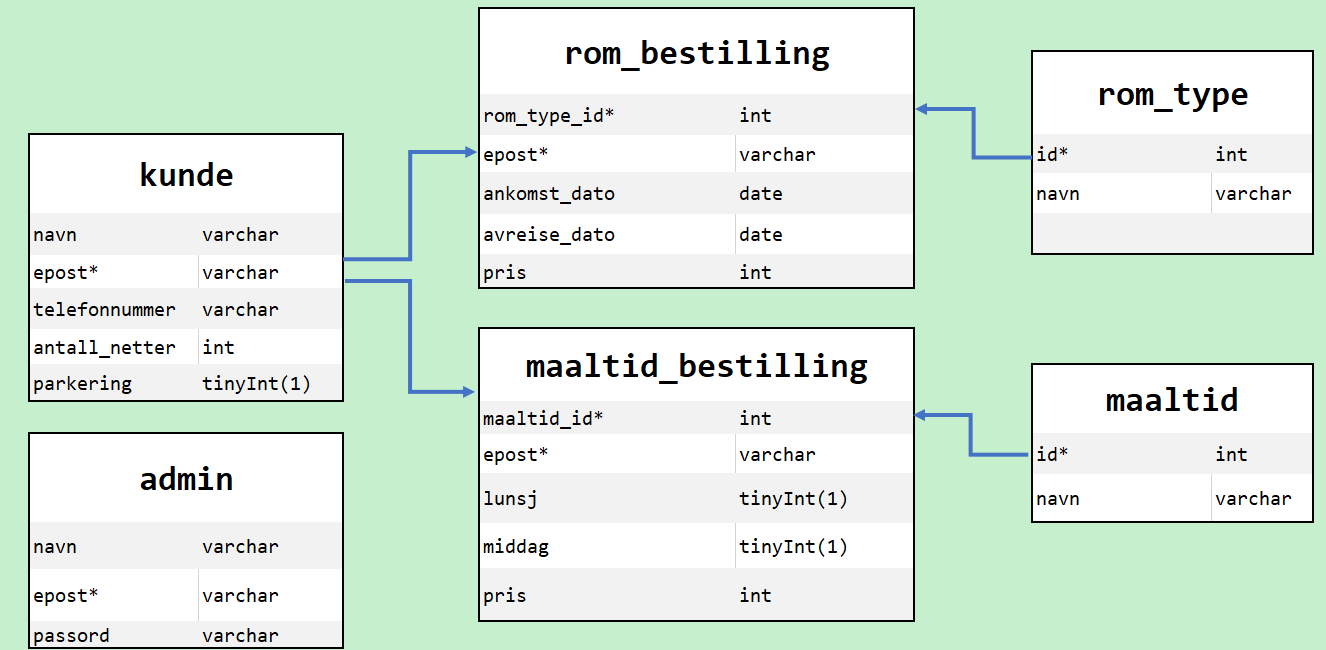 kunde
navn varchar
epost* varchar
telefonnummer varchar
antall_netter int
parkering tinyInt(1)
admin
navn varchar
epost* varchar
passord varchar
rom_bestilling
rom_type_id* int
epost* varchar
ankomst_dato date
avreise_dato date
pris int
maaltid_bestilling
maaltid_id* int
epost* varchar
lunsj tinyInt(1)
middag tinyInt(1)
pris int
rom_type
id* int
navn varchar
maaltid
id* int
navn varchar